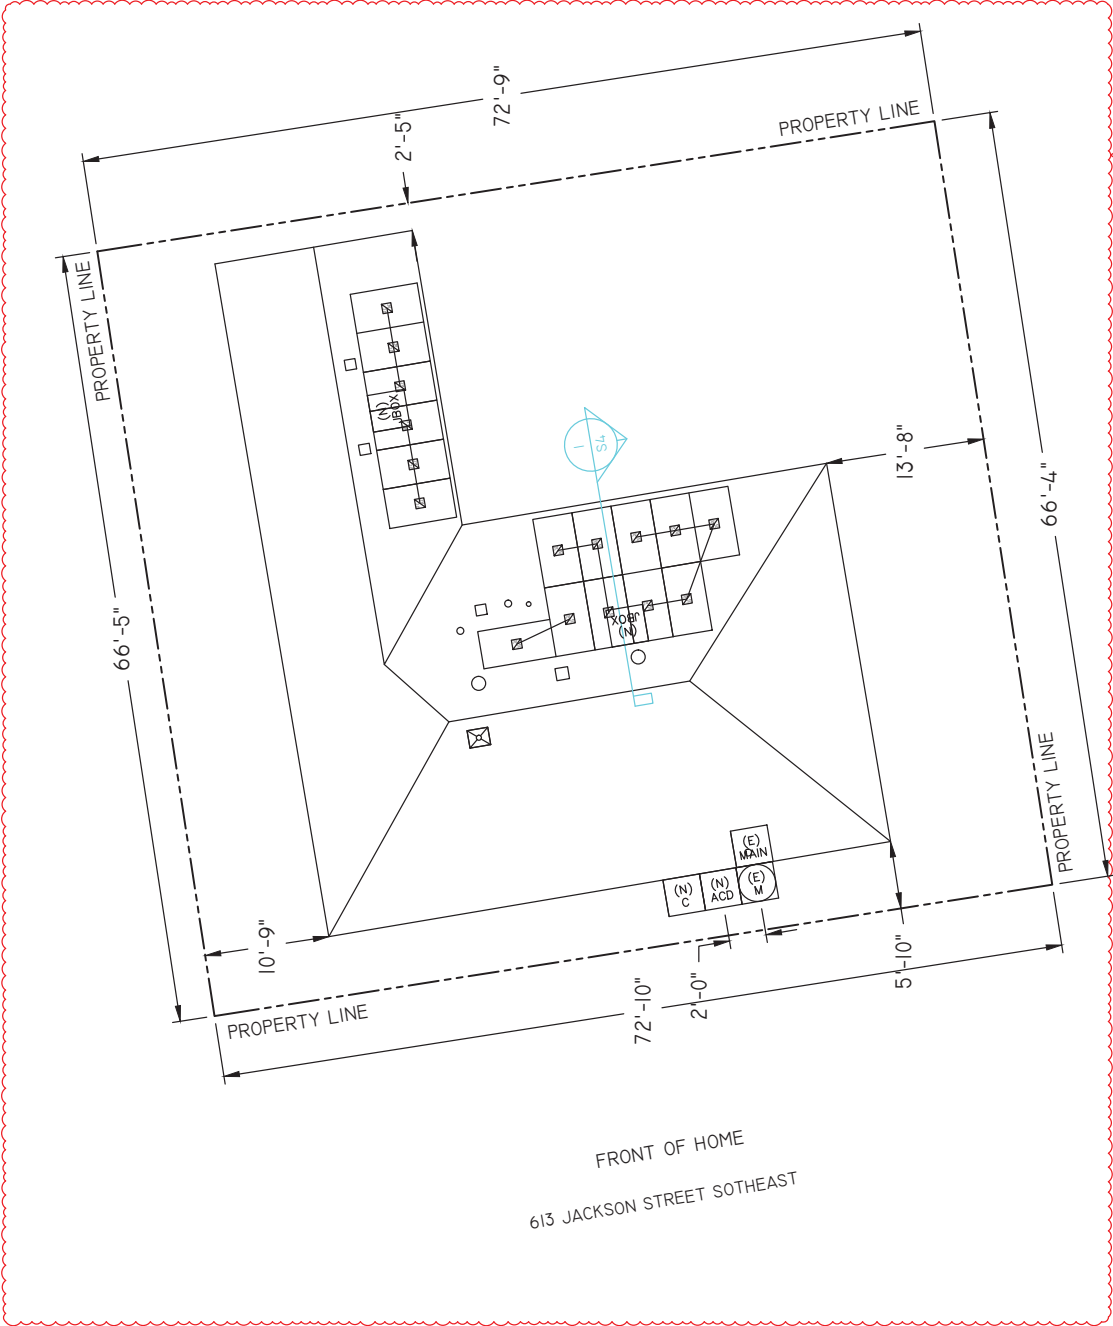 72'-9"
2'-5"
PROPERTY LINE
PROPERTY LINE
(N)
JBOX
1
S4
13'-8"
66'-4"
66'-5"
(N)
JBOX
PROPERTY LINE
(E)
MAIN
(N)
C
(N)
ACD
(E)
M
10'-9"
5'-10"
72'-10"
2'-0"
PROPERTY LINE
FRONT OF HOME
613 JACKSON STREET SOTHEAST